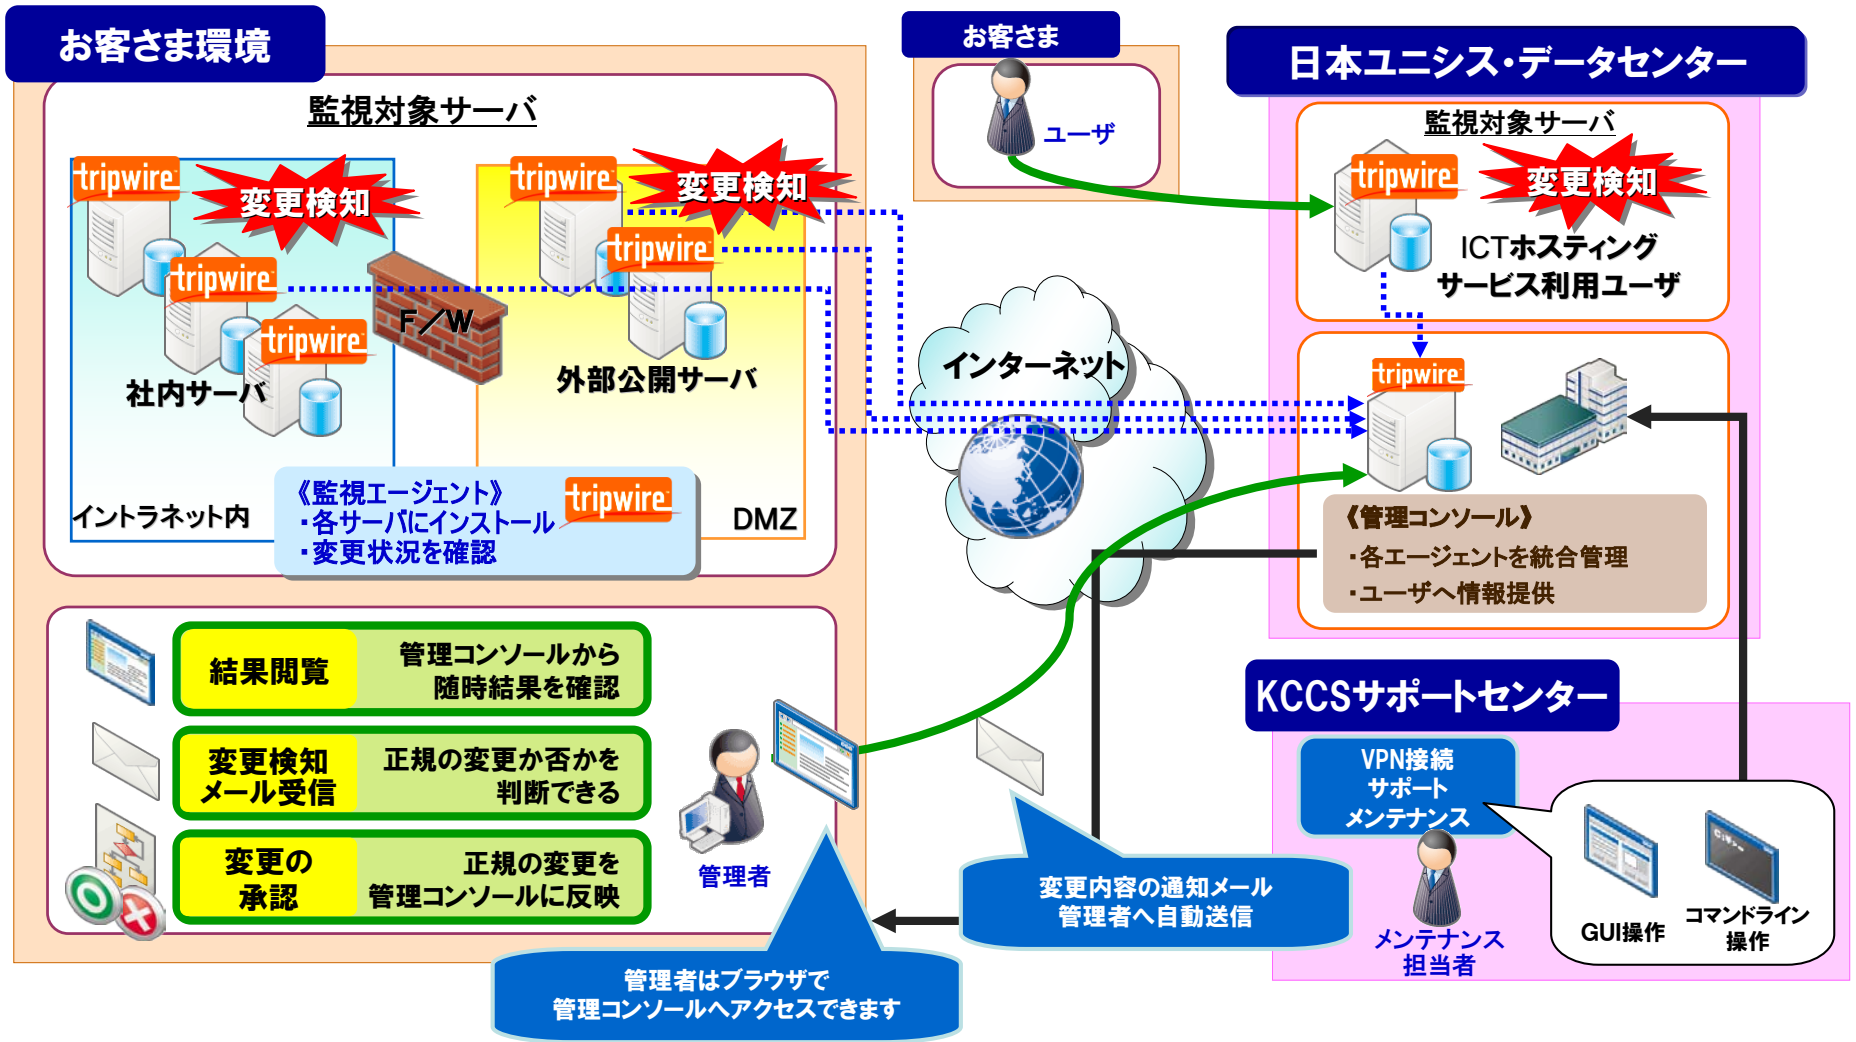 お客さま環境
監視対象サーバ
tripwire
変更検知
tripwire
tripwire
社内サーバ
イントラネット内
F／W
tripwire
変更検知
tripwire
外部公開サーバ
DMZ
《監視エージェント》
・各サーバにインストール
・変更状況を確認
tripwire
結果閲覧
管理コンソールから
随時結果を確認
変更検知
メール受信
正規の変更か否かを
判断できる
変更の
承認
正規の変更を
管理コンソールに反映
管理者
管理者はブラウザで
管理コンソールへアクセスできます
お客さま
ユーザ
インターネット
変更内容の通知メール
管理者へ自動送信
日本ユニシス・データセンター
監視対象サーバ
tripwire
変更検知
ICTホスティング
サービス利用ユーザ
tripwire
《管理コンソール》
・各エージェントを統合管理
・ユーザへ情報提供
KCCSサポートセンター
VPN接続
サポート
メンテナンス
メンテナンス
担当者
GUI操作
C:¥>_
コマンドライン
操作